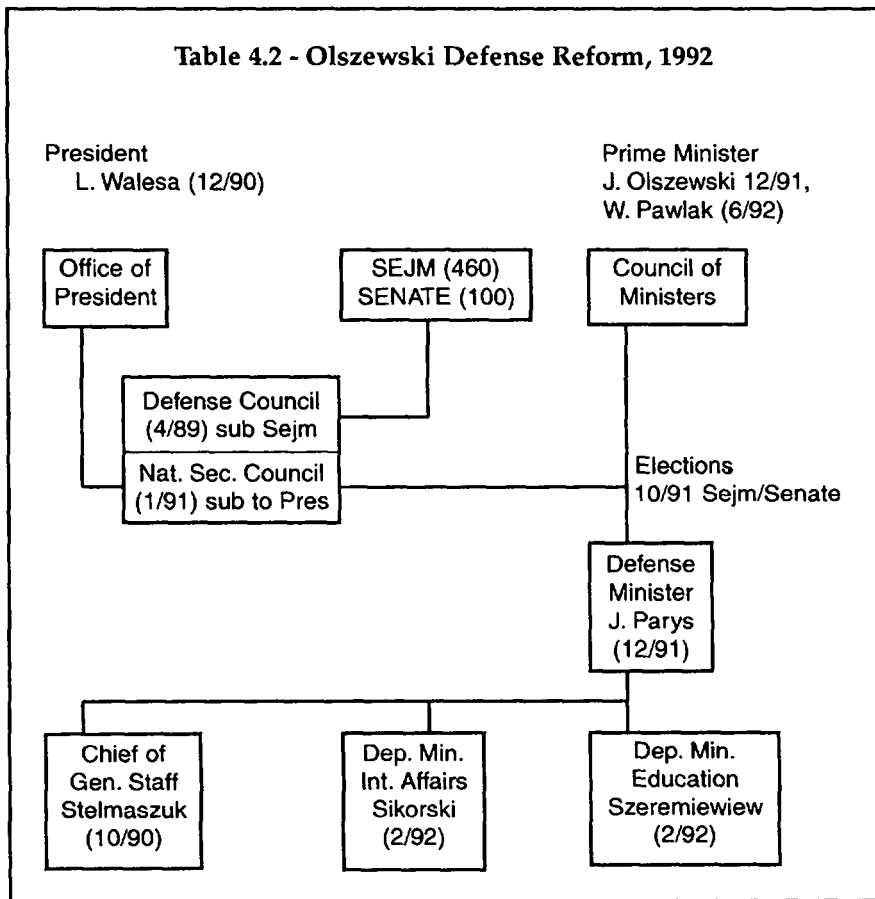 Table 4.2 - Olszewski Defense Reform, 1992
President
L. Walesa (12/90)
Prime Minister
J. Olszewski 12/91,
W. Pawlak (6/92)
Office of
President
SEJM (460)
SENATE (100)
Council of
Ministers
Defense Council
(4/89) sub Sejm
Nat. Sec. Council
(1/91) sub to Pres
Elections
10/91 Sejm/Senate
Defense
Minister
J. Parys
(12/91)
Chief of
Gen. Staff
Stelmaszuk
(10/90)
Dep. Min.
Int. Affairs
Sikorski
(2/92)
Dep. Min.
Education
Szeremiewiew
(2/92)